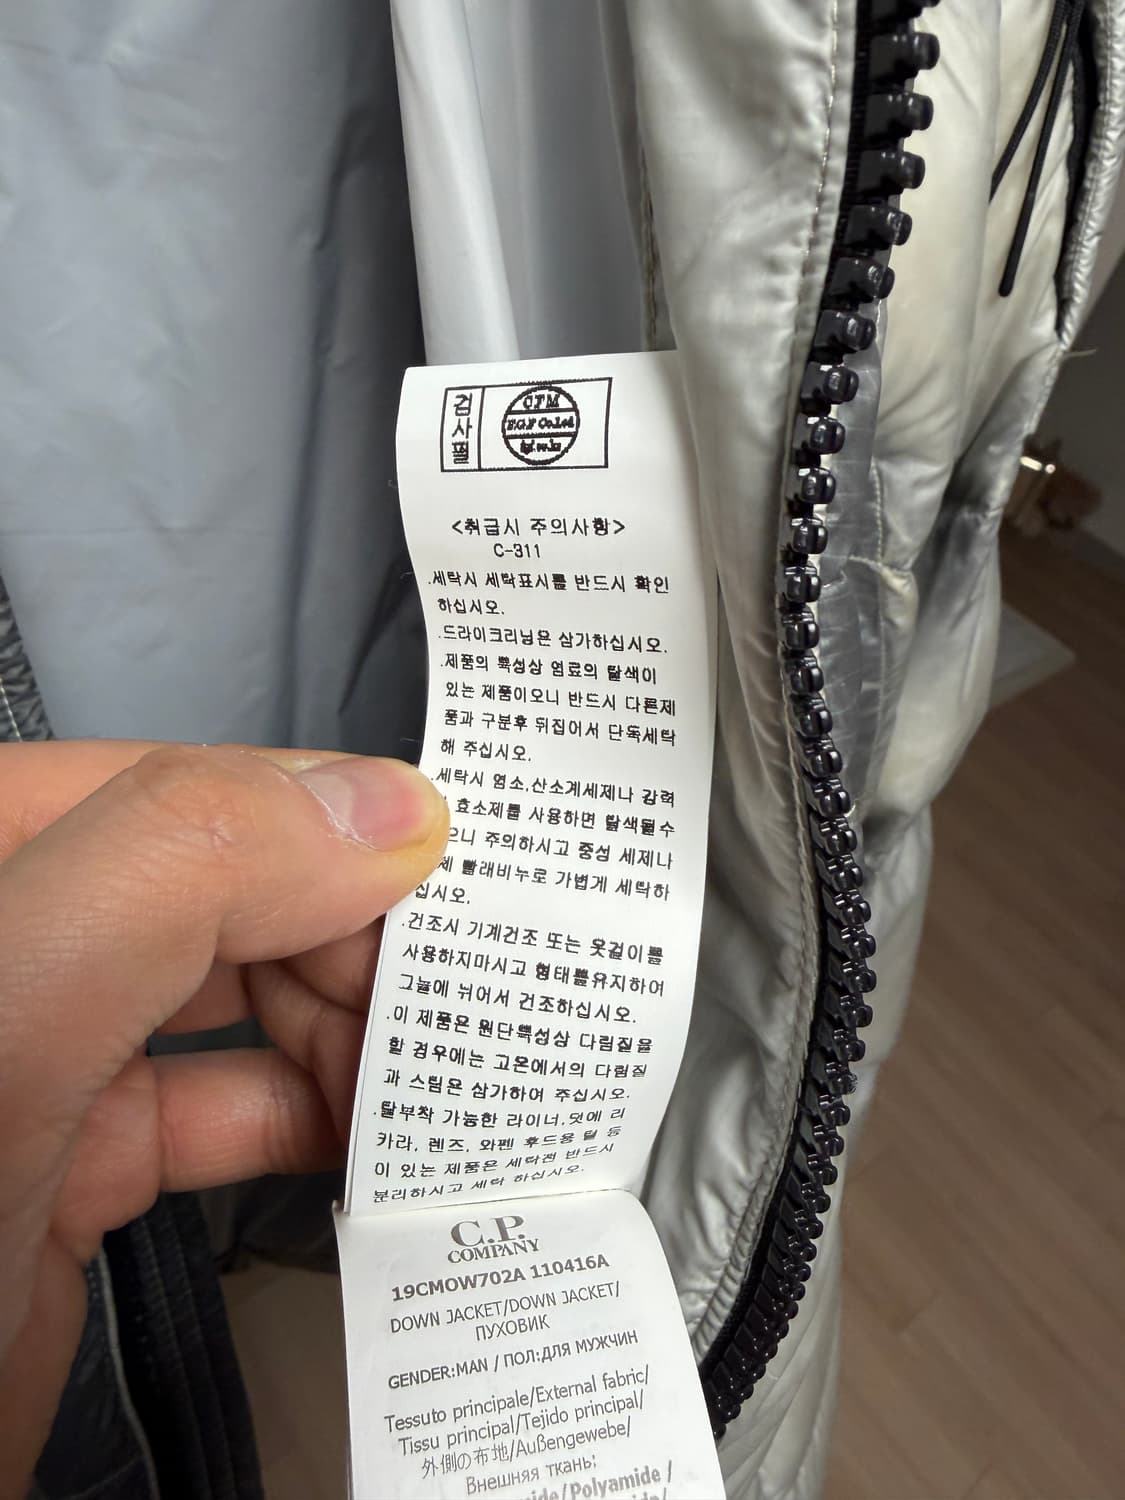 검사필
C.F.M
F.G.F Co.Ltd
<취급시 주의사항>
C-311
.세탁시 세탁표시를 반드시 확인
하십시오.
.드라이크리닝은 삼가하십시오.
.제품의 특성상 염료의 탈색이
있는 제품이오니 반드시 다른제
품과 구분후 뒤집어서 단독세탁
해 주십시오.
.세탁시 염소,산소계세제나 강력
효소제를 사용하면 탈색될수
오니 주의하시고 중성 세제나
빨래비누로 가볍게 세탁하
십시오.
.건조시 기계건조 또는 옷걸이를
사용하지마시고 형태를유지하여
그늘에 뉘어서 건조하십시오.
.이 제품은 원단특성상 다림질을
할 경우에는 고온에서의 다림질
과 스팀은 삼가하여 주십시오.
.탈부착 가능한 라이너,덧에 리
카라, 렌즈, 와펜 후드용 털 등
이 있는 제품은 세탁전 반드시
분리하시고 세탁 하십시오.
C.P.
COMPANY
19CMOW702A 110416A
DOWN JACKET/DOWN JACKET/
ПУХОВИК
GENDER:MAN / ПОЛ:ДЛЯ МУЖЧИН
Tessuto principale/External fabric/
Tissu principal/Tejido principal/
外側の布地/Außengewebe/
Внешняя ткань:
/Polyamide /